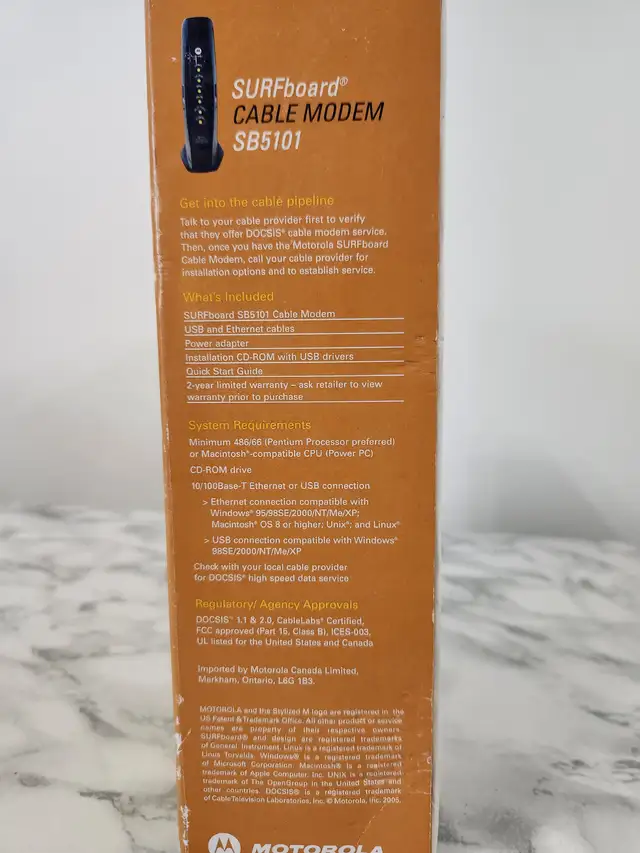 SURFboard®
CABLE MODEM
SB5101
Get into the cable pipeline
Talk to your cable provider first to verify
that they offer DOCSIS® cable modem service.
Then, once you have the Motorola SURFboard
Cable Modem, call your cable provider for
installation options and to establish service.
What's Included
SURFboard SB5101 Cable Modem
USB and Ethernet cables
Power adapter
Installation CD-ROM with USB drivers
Quick Start Guide
2-year limited warranty – ask retailer to view
warranty prior to purchase
System Requirements
Minimum 486/66 (Pentium Processor preferred)
or Macintosh®-compatible CPU (Power PC)
CD-ROM drive
10/100Base-T Ethernet or USB connection
> Ethernet connection compatible with
Windows® 95/98SE/2000/NT/Me/XP;
Macintosh® OS 8 or higher; Unix®; and Linux®
> USB connection compatible with Windows®
98SE/2000/NT/Me/XP
Check with your local cable provider
for DOCSIS® high speed data service
Regulatory/Agency Approvals
DOCSIS™ 1.1 & 2.0, CableLabs® Certified,
FCC approved (Part 15, Class B), ICES-003,
UL listed for the United States and Canada
Imported by Motorola Canada Limited,
Markham, Ontario, L6G 1B3.
MOTOROLA and the Stylized M logo are registered in the
US Patent & Trademark Office. All other product or service
names are property of their respective owners.
SURFboard® and design are registered trademarks
of General Instrument. Linux is a registered trademark of
Linus Torvalds. Windows® is a registered trademark
of Microsoft Corporation. Macintosh® is a registered
trademark of Apple Computer, Inc. UNIX is a registered
trademark of The OpenGroup in the United States and
other countries. DOCSIS® is a registered trademark
of Cable Television Laboratories, Inc. © Motorola, Inc. 2005.
MOTOROLA